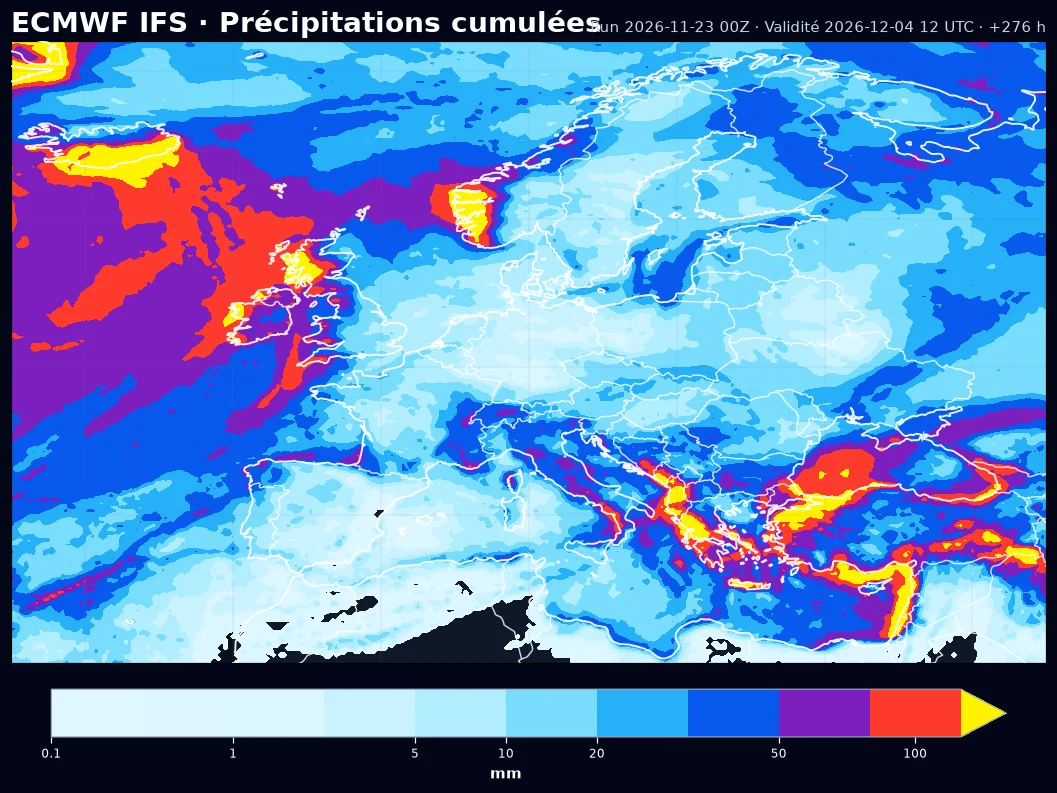 ECMWF IFS · Précipitations cumulées
Run 2026-11-23 00Z · Validité 2026-12-04 12 UTC · +276 h
0.1 1 5 10 20 50 100
mm